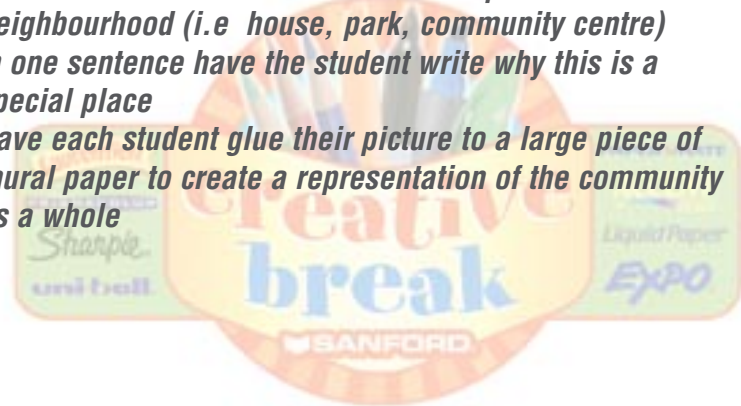 eighbourhood (i.e house, park, community centre)
one sentence have the student write why this is a
pecial place
ave each student glue their picture to a large piece of
ural paper to create a representation of the community
s a whole
creative
Sharpie
Liquid Paper
break
uni-ball
EXPO
SANFORD